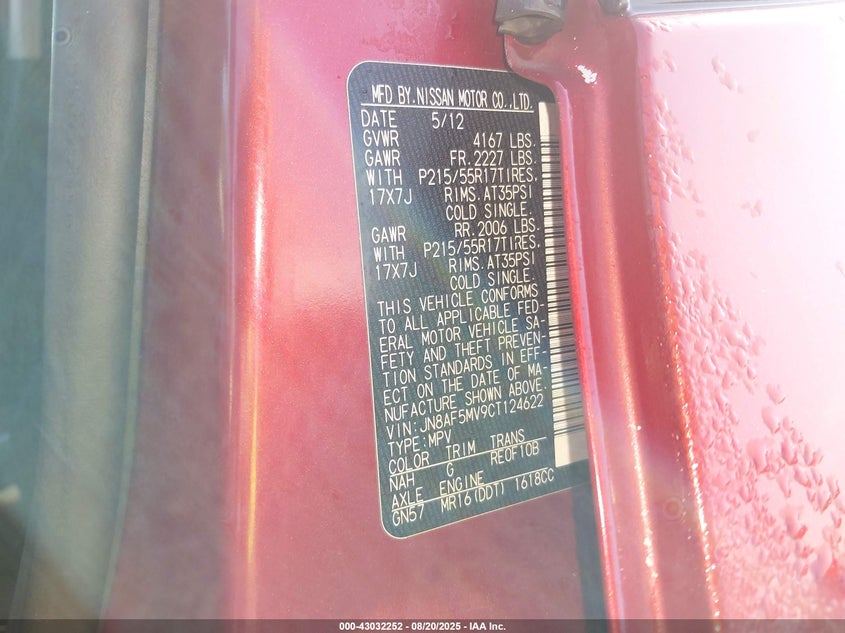 MFD BY.NISSAN MOTOR CO.,LTD.
DATE 5/12
GVWR 4167 LBS.
GAWR FR. 2227 LBS.
WITH P215/55R17TIRES.
17X7J RIMS.AT35PSI
COLD SINGLE.
GAWR RR. 2006 LBS.
WITH P215/55R17TIRES.
17X7J RIMS.AT35PSI
COLD SINGLE.
THIS VEHICLE CONFORMS
TO ALL APPLICABLE FED-
ERAL MOTOR VEHICLE SA-
FETY AND THEFT PREVEN-
TION STANDARDS IN EFF-
ECT ON THE DATE OF MA-
NUFACTURE SHOWN ABOVE.
VIN:JN8AF5MV9CT124622
TYPE:MPV
COLOR TRIM TRANS
NAH G RE0F10B
AXLE ENGINE
GN57 MR16(DDT) 1618CC
000-43032252 - 08/20/2025 - IAA Inc.